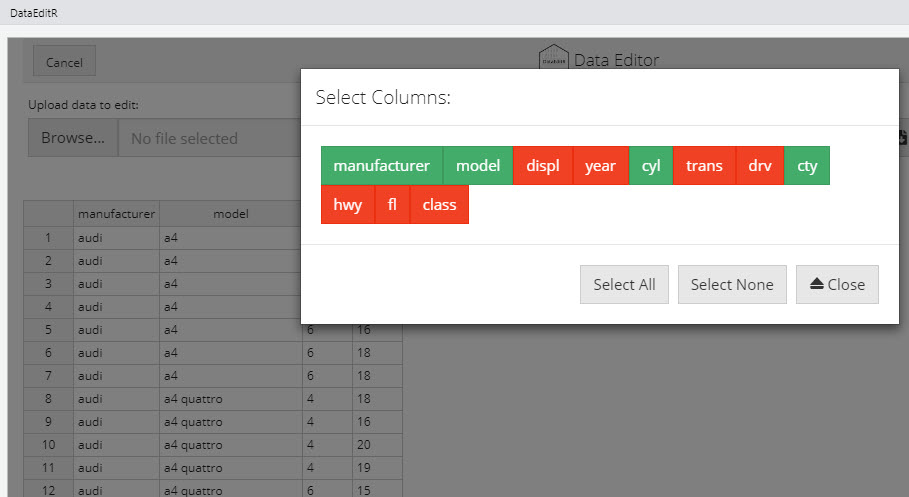 DataEditR
Cancel
Data Editor
Select Columns:
Upload data to edit:
Browse...
No file selected
manufacturer model displ year cyl trans drv cty
hwy fl class
Select All Select None Close
manufacturer model
1 audi a4
2 audi a4
3 audi a4
4 audi a4
5 audi a4 6 16
6 audi a4 6 18
7 audi a4 6 18
8 audi a4 quattro 4 18
9 audi a4 quattro 4 16
10 audi a4 quattro 4 20
11 audi a4 quattro 4 19
12 audi a4 quattro 6 15